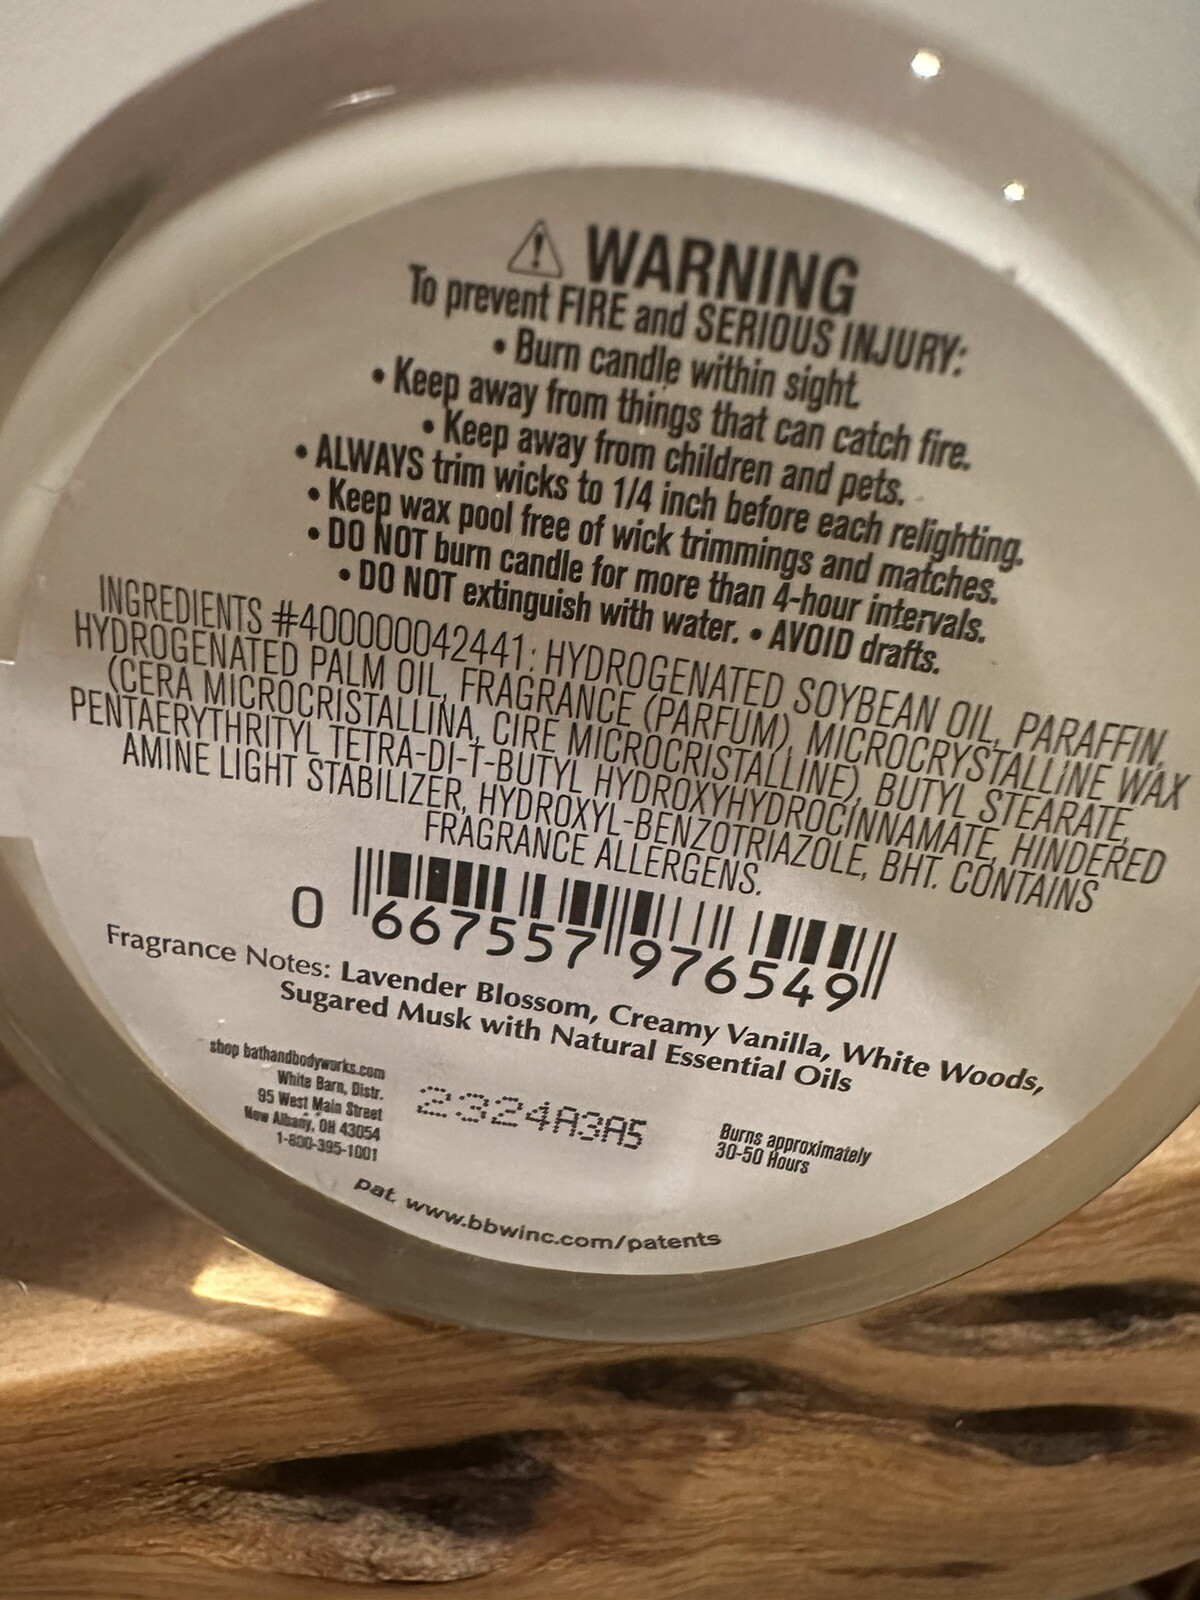 ⚠ WARNING
To prevent FIRE and SERIOUS INJURY:
• Burn candle within sight.
• Keep away from things that can catch fire.
• Keep away from children and pets.
• ALWAYS trim wicks to 1/4 inch before each relighting.
• Keep wax pool free of wick trimmings and matches.
• DO NOT burn candle for more than 4-hour intervals.
• DO NOT extinguish with water. • AVOID drafts.
INGREDIENTS #400000042441: HYDROGENATED SOYBEAN OIL, PARAFFIN,
HYDROGENATED PALM OIL, FRAGRANCE (PARFUM), MICROCRYSTALLINE WAX
(CERA MICROCRISTALLINA, CIRE MICROCRISTALLINE), BUTYL STEARATE,
PENTAERYTHRITYL TETRA-DI-T-BUTYL HYDROXYHYDROCINNAMATE, HINDERED
AMINE LIGHT STABILIZER, HYDROXYL-BENZOTRIAZOLE, BHT. CONTAINS
FRAGRANCE ALLERGENS.
0 667557 976549
Fragrance Notes: Lavender Blossom, Creamy Vanilla, White Woods,
Sugared Musk with Natural Essential Oils
shop bathandbodyworks.com
White Barn, Distr.
95 West Main Street
New Albany, OH 43054
1-800-395-1001
2324A3A5
Burns approximately
30-50 Hours
pat. www.bbwinc.com/patents